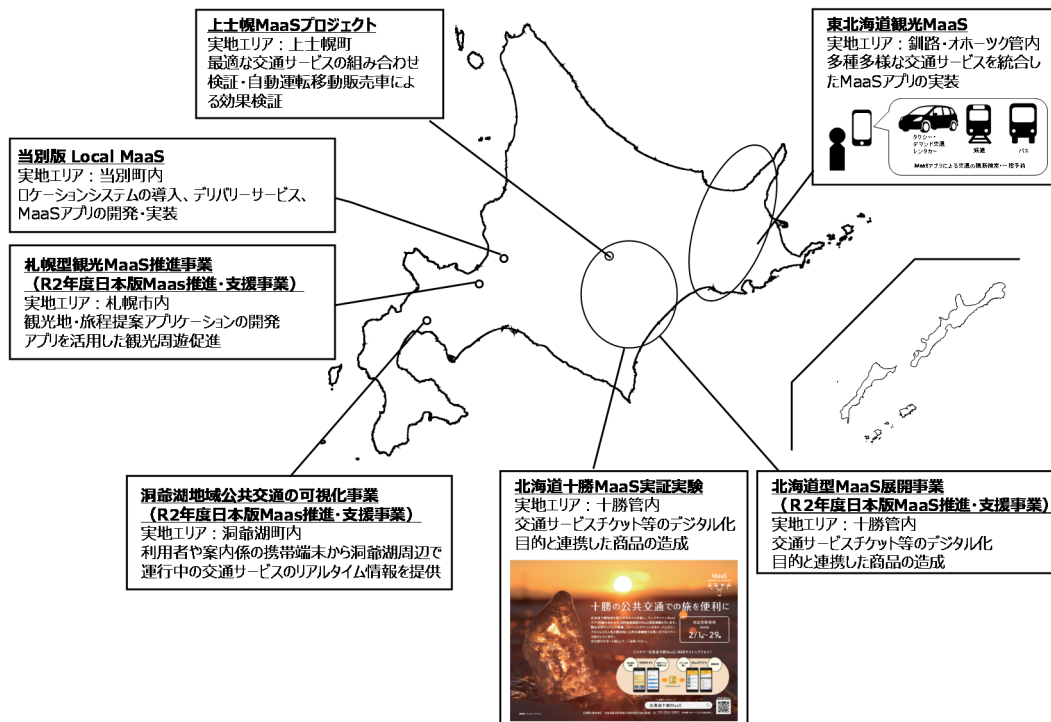 上士幌MaaSプロジェクト
実地エリア：上士幌町
最適な交通サービスの組み合わせ
検証・自動運転移動販売車によ
る効果検証
東北海道観光MaaS
実地エリア：釧路・オホーツク管内
多種多様な交通サービスを統合し
たMaaSアプリの実装
タクシー・
デマンド交通
レンタカー
鉄道
バス
MaaSアプリによる交通の横断検索・一括予約
当別版 Local MaaS
実地エリア：当別町内
ロケーションシステムの導入、デリバリーサービス、
MaaSアプリの開発・実装
札幌型観光MaaS推進事業
（R2年度日本版Maas推進・支援事業）
実地エリア：札幌市内
観光地・旅程提案アプリケーションの開発
アプリを活用した観光周遊促進
洞爺湖地域公共交通の可視化事業
（R2年度日本版Maas推進・支援事業）
実地エリア：洞爺湖町内
利用者や案内係の携帯端末から洞爺湖周辺で
運行中の交通サービスのリアルタイム情報を提供
北海道十勝MaaS実証実験
実地エリア：十勝管内
交通サービスチケット等のデジタル化
目的と連携した商品の造成
MaaS
十勝の公共交通での旅を便利に
2/1
29
北海道十勝MaaS
北海道型MaaS展開事業
（R2年度日本版MaaS推進・支援事業）
実地エリア：十勝管内
交通サービスチケット等のデジタル化
目的と連携した商品の造成